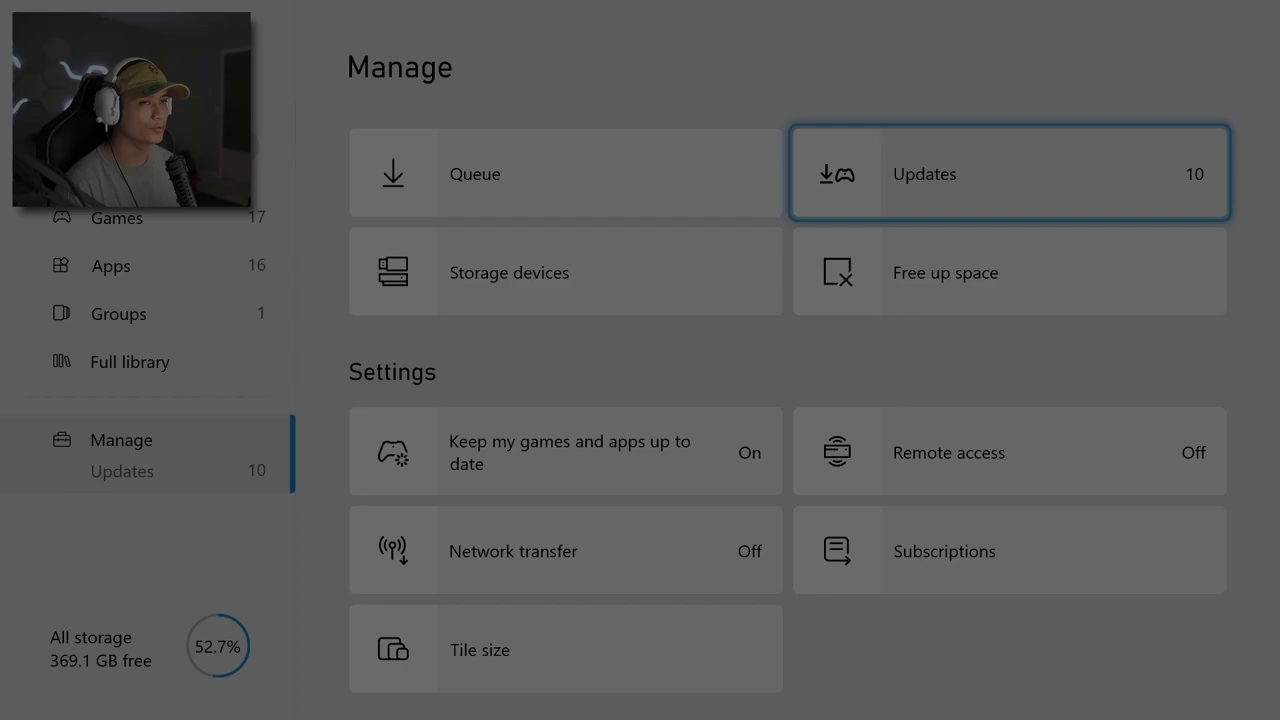 Manage
Queue
Updates 10
Storage devices
Free up space
Games 17
Apps 16
Groups 1
Full library
Manage
Updates 10
All storage
369.1 GB free
52.7%
Settings
Keep my games and apps up to
date
On
Remote access Off
Network transfer Off
Subscriptions
Tile size